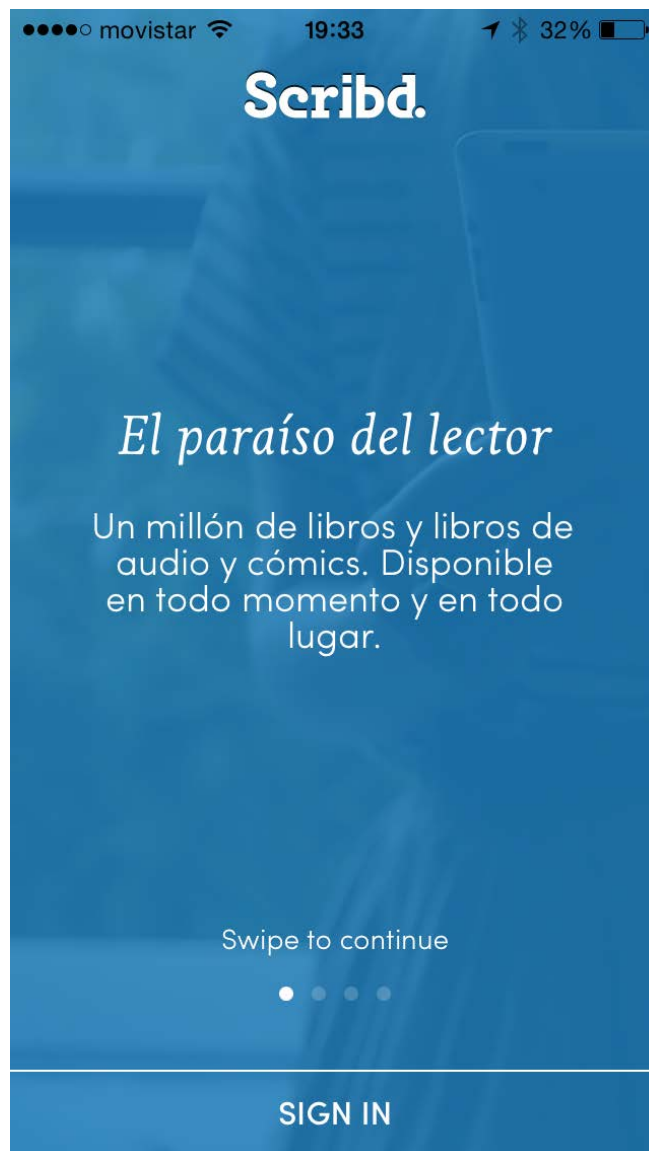 movistar 19:33 32%
Scribd.
El paraíso del lector
Un millón de libros y libros de
audio y cómics. Disponible
en todo momento y en todo
lugar.
Swipe to continue
SIGN IN